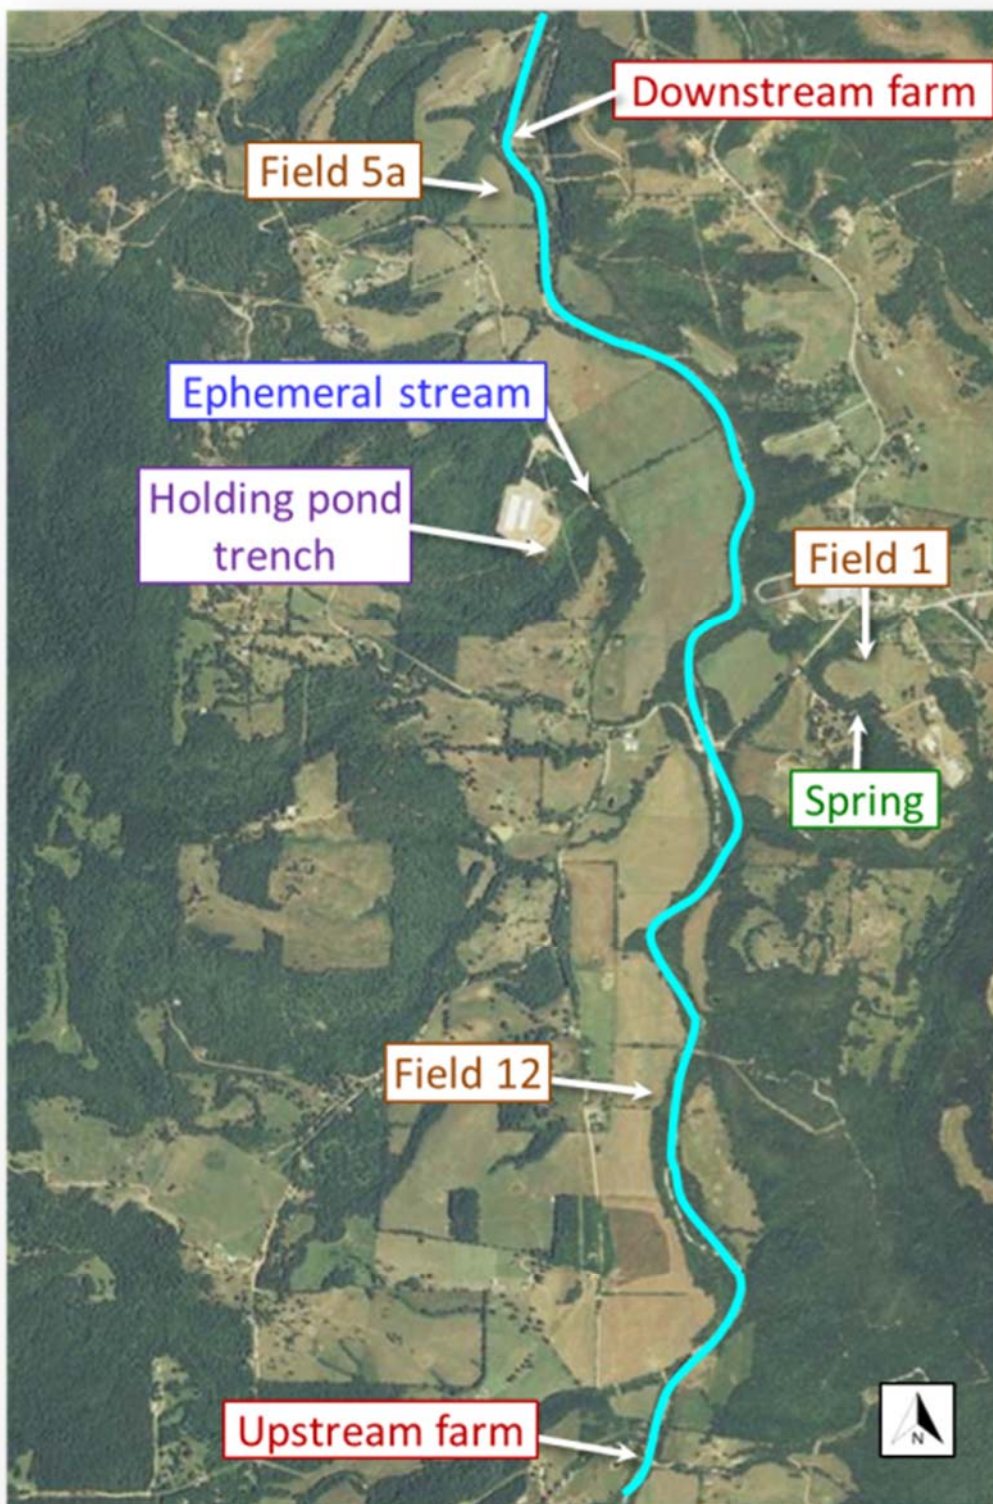 Downstream farm
Field 5a
Ephemeral stream
Holding pond
trench
Field 1
Spring
Field 12
Upstream farm
N